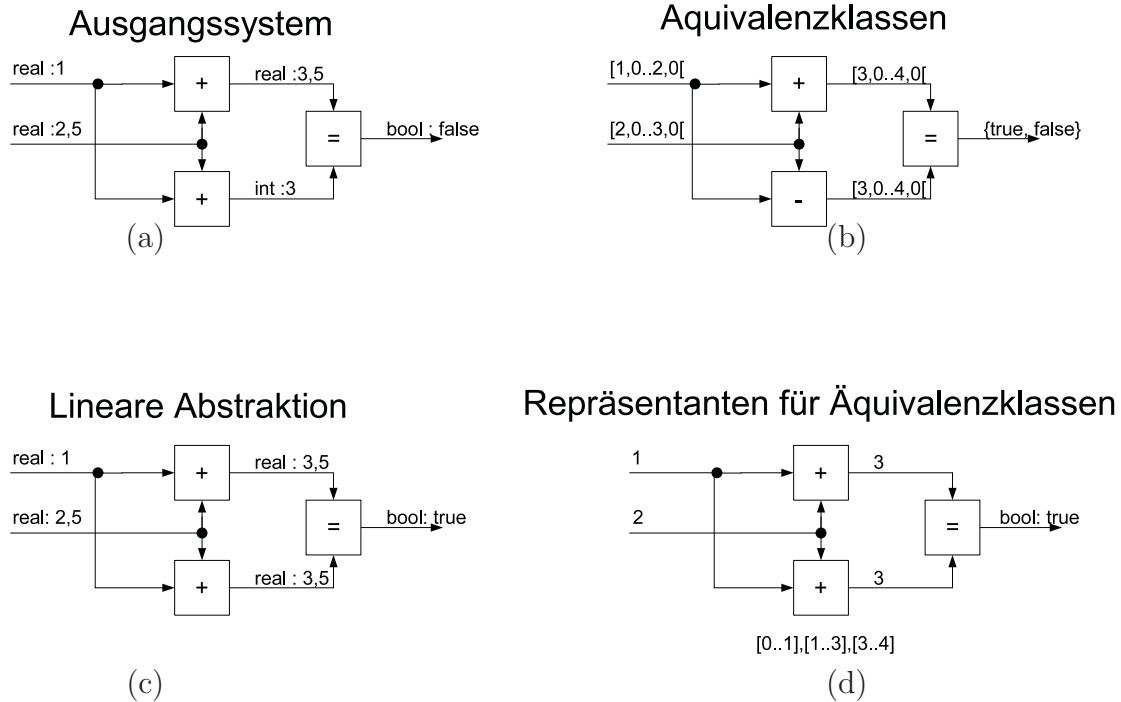 Ausgangssystem
real :1
+
real :3,5
real :2,5
=
bool : false
+
int :3
(a)
Aquivalenzklassen
[1,0..2,0[
+
[3,0..4,0[
[2,0..3,0[
=
{true, false}
-
[3,0..4,0[
(b)
Lineare Abstraktion
real : 1
+
real : 3,5
real: 2,5
=
bool: true
+
real : 3,5
(c)
Repräsentanten für Äquivalenzklassen
1
+
3
2
=
bool: true
+
3
[0..1],[1..3],[3..4]
(d)